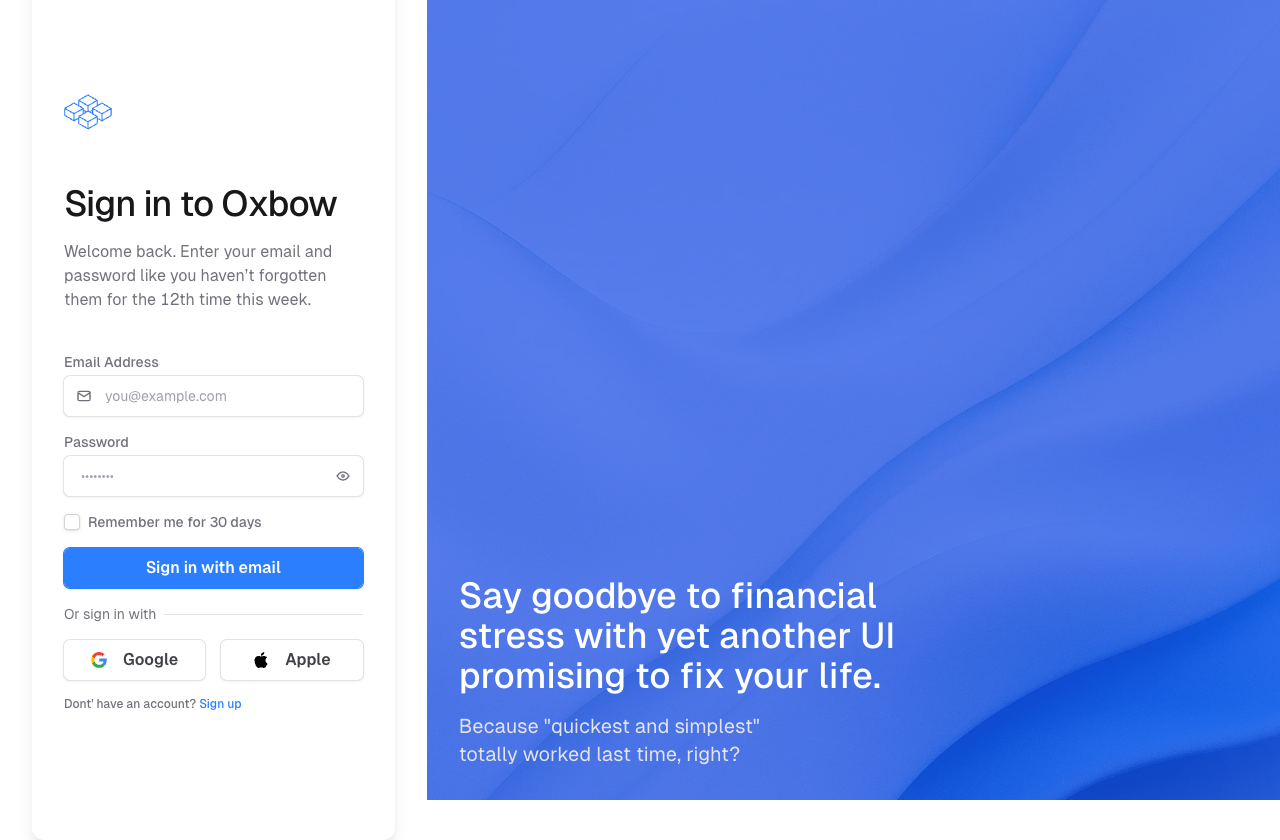 Sign in to Oxbow
Welcome back. Enter your email and
password like you haven't forgotten
them for the 12th time this week.
Email Address
you@example.com
Password
••••••••
Remember me for 30 days
Sign in with email
Or sign in with
Google
Apple
Dont' have an account? Sign up
Say goodbye to financial
stress with yet another UI
promising to fix your life.
Because "quickest and simplest"
totally worked last time, right?